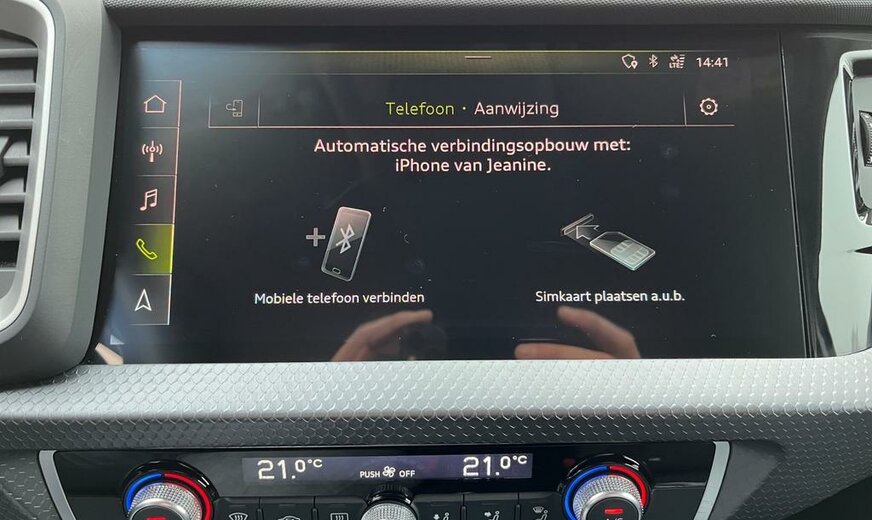 LTE 14:41
Telefoon · Aanwijzing
Automatische verbindingsopbouw met:
iPhone van Jeanine.
Mobiele telefoon verbinden
Simkaart plaatsen a.u.b.
21.0°C PUSH OFF 21.0°C